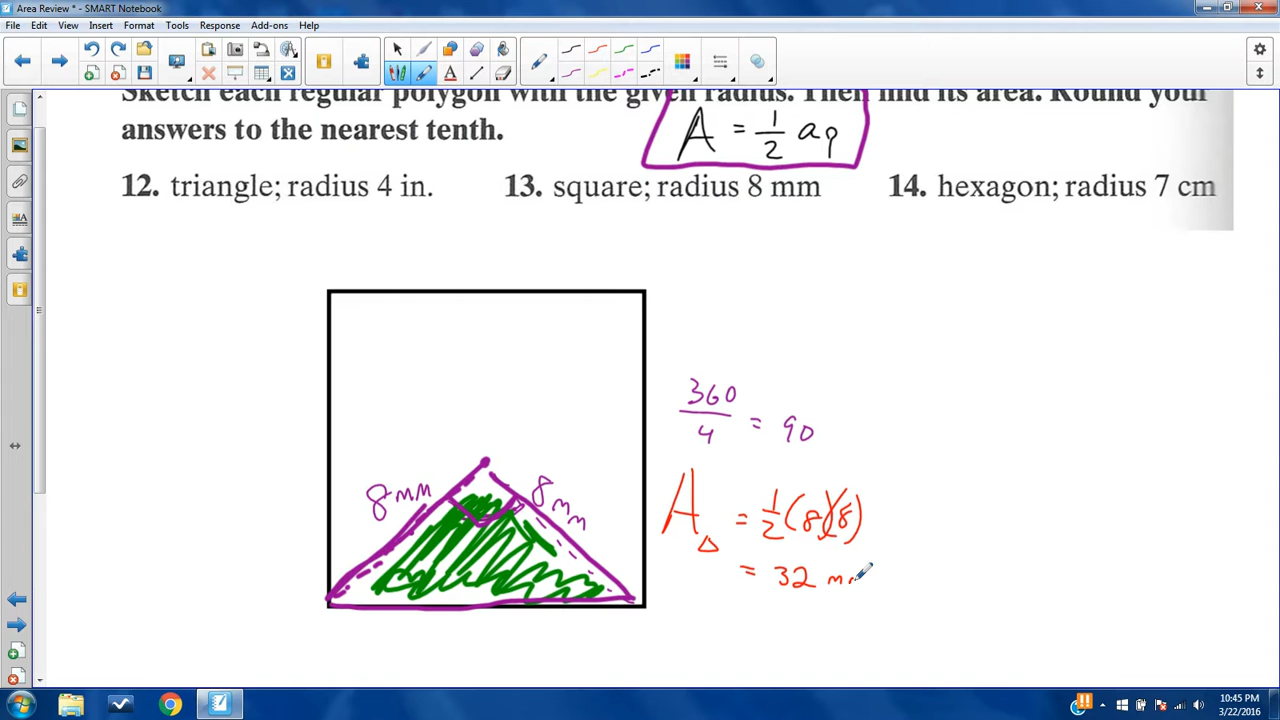 Area Review * - SMART Notebook
File Edit View Insert Format Tools Response Add-ons Help
Sketch each regular polygon with the given radius. Then find its area. Round your
answers to the nearest tenth.
A = 1/2 ap
12. triangle; radius 4 in. 13. square; radius 8 mm 14. hexagon; radius 7 cm
360/4 = 90
8mm 8mm
A△ = 1/2 (8)(8)
= 32 mm
10:45 PM
3/22/2016